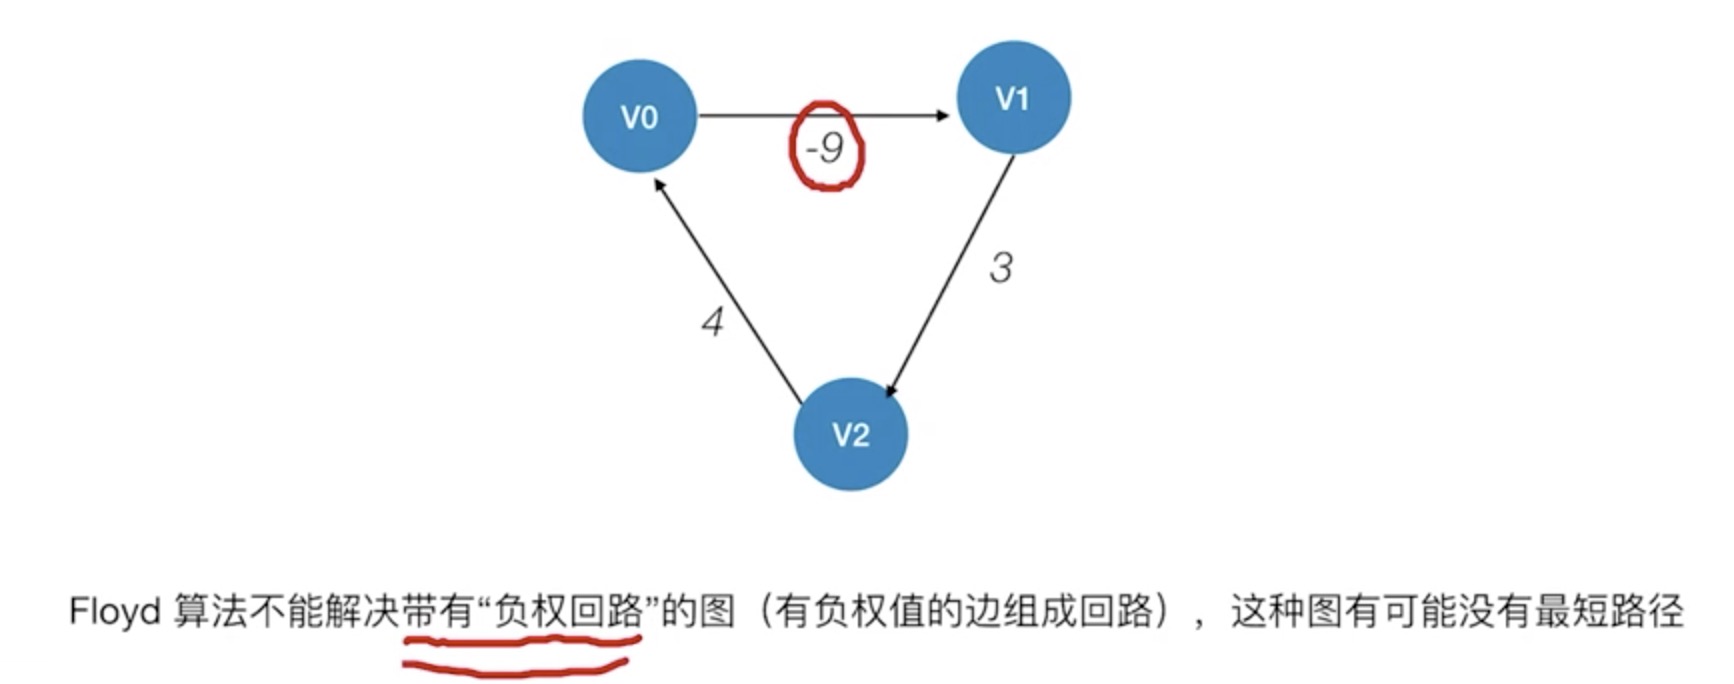 V0
V1
-9
3
4
V2
Floyd 算法不能解决带有“负权回路”的图（有负权值的边组成回路），这种图有可能没有最短路径